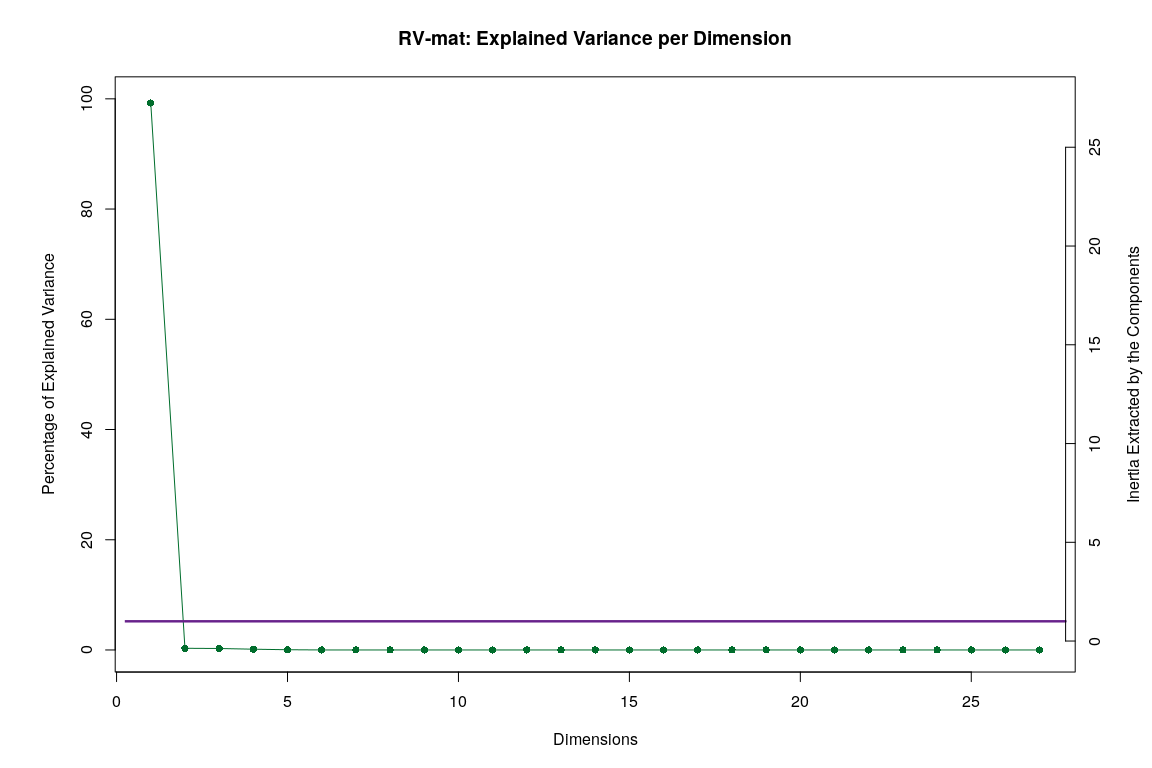 RV-mat: Explained Variance per Dimension
Percentage of Explained Variance
100
80
60
40
20
0
0 5 10 15 20 25
Dimensions
25
20
15
10
5
0
Inertia Extracted by the Components